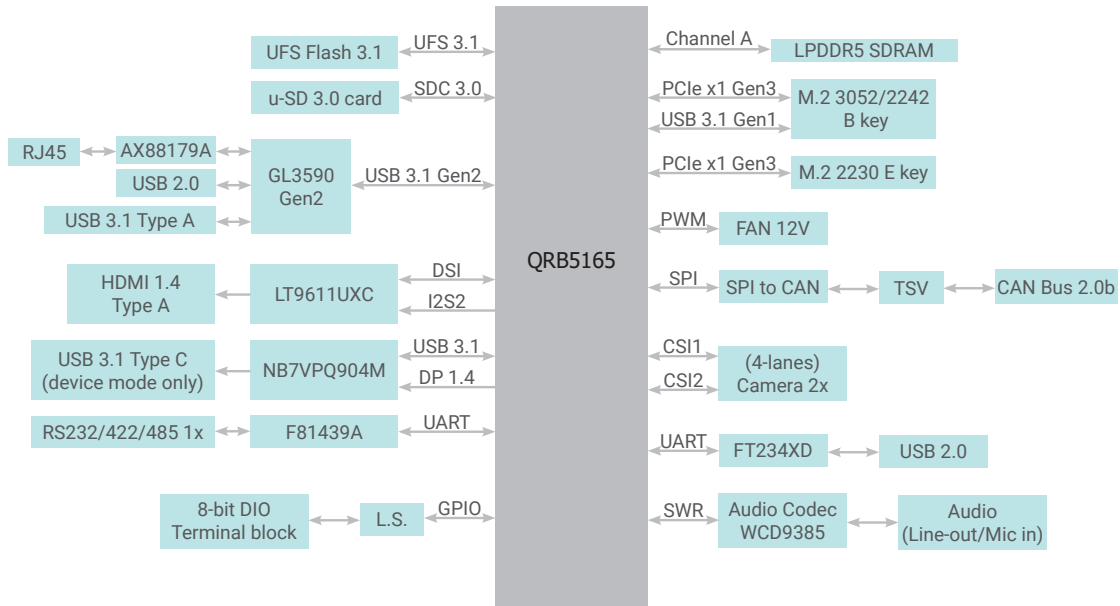 UFS Flash 3.1
UFS 3.1
u-SD 3.0 card
SDC 3.0
RJ45
AX88179A
USB 2.0
USB 3.1 Type A
GL3590
Gen2
USB 3.1 Gen2
HDMI 1.4
Type A
LT9611UXC
DSI
I2S2
USB 3.1 Type C
(device mode only)
NB7VPQ904M
USB 3.1
DP 1.4
RS232/422/485 1x
F81439A
UART
8-bit DIO
Terminal block
L.S.
GPIO
QRB5165
Channel A
LPDDR5 SDRAM
PCIe x1 Gen3
USB 3.1 Gen1
M.2 3052/2242
B key
PCIe x1 Gen3
M.2 2230 E key
PWM
FAN 12V
SPI
SPI to CAN
TSV
CAN Bus 2.0b
CSI1
CSI2
(4-lanes)
Camera 2x
UART
FT234XD
USB 2.0
SWR
Audio Codec
WCD9385
Audio
(Line-out/Mic in)